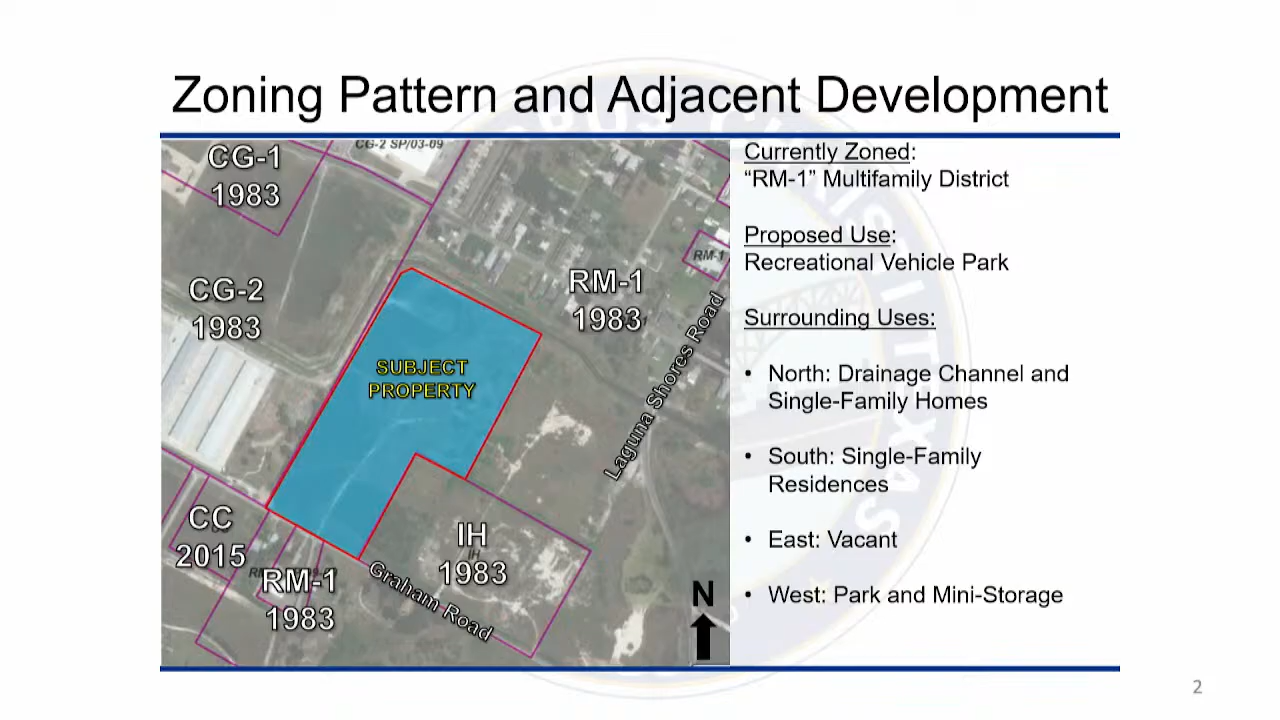 Zoning Pattern and Adjacent Development
CG-1
1983
CG-2 SP/03-09
CG-2
1983
RM-1
1983
RM-1
SUBJECT
PROPERTY
Laguna Shores Road
CC
2015
RM-1
1983
IH
IH
1983
Graham Road
N
Currently Zoned:
“RM-1” Multifamily District
Proposed Use:
Recreational Vehicle Park
Surrounding Uses:
• North: Drainage Channel and
Single-Family Homes
• South: Single-Family
Residences
• East: Vacant
• West: Park and Mini-Storage
2